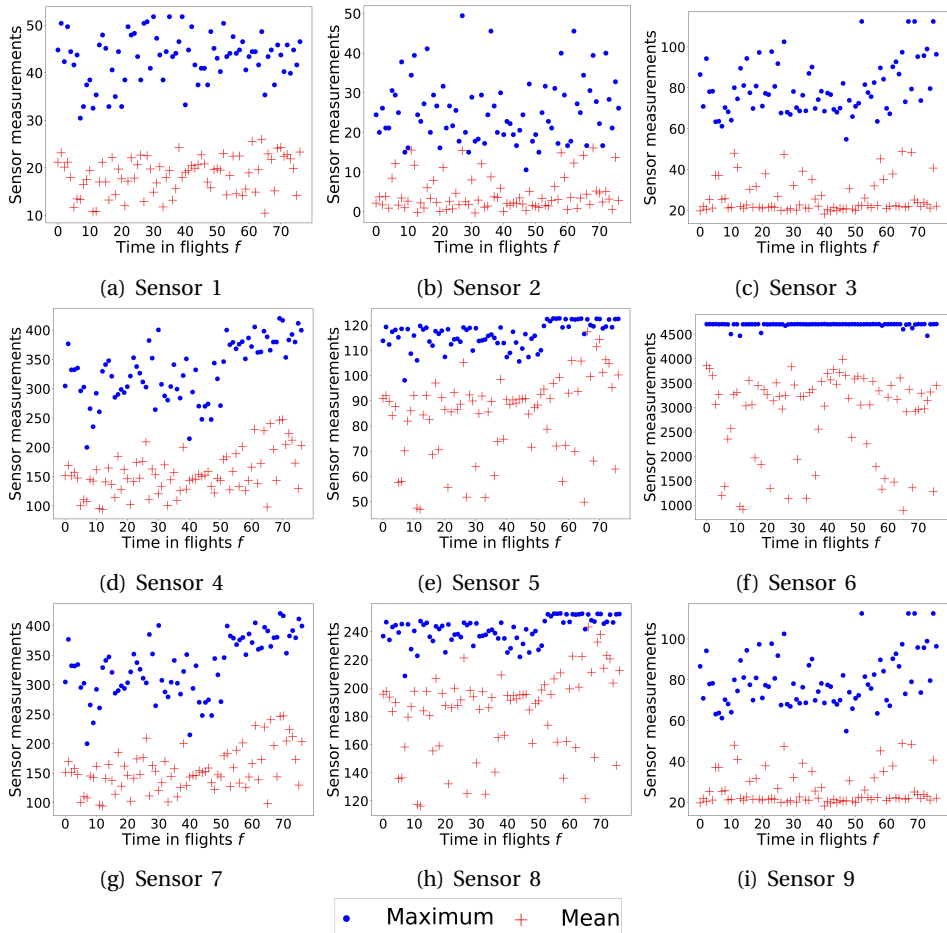 Sensor measurements
50
40
30
20
10
0 10 20 30 40 50 60 70
Time in flights f
(a) Sensor 1
Sensor measurements
50
40
30
20
10
0
0 10 20 30 40 50 60 70
Time in flights f
(b) Sensor 2
Sensor measurements
100
80
60
40
20
0 10 20 30 40 50 60 70
Time in flights f
(c) Sensor 3
Sensor measurements
400
350
300
250
200
150
100
0 10 20 30 40 50 60 70
Time in flights f
(d) Sensor 4
Sensor measurements
120
110
100
90
80
70
60
50
0 10 20 30 40 50 60 70
Time in flights f
(e) Sensor 5
Sensor measurements
4500
4000
3500
3000
2500
2000
1500
1000
0 10 20 30 40 50 60 70
Time in flights f
(f) Sensor 6
Sensor measurements
400
350
300
250
200
150
100
0 10 20 30 40 50 60 70
Time in flights f
(g) Sensor 7
Sensor measurements
240
220
200
180
160
140
120
0 10 20 30 40 50 60 70
Time in flights f
(h) Sensor 8
Sensor measurements
100
80
60
40
20
0 10 20 30 40 50 60 70
Time in flights f
(i) Sensor 9
Maximum Mean